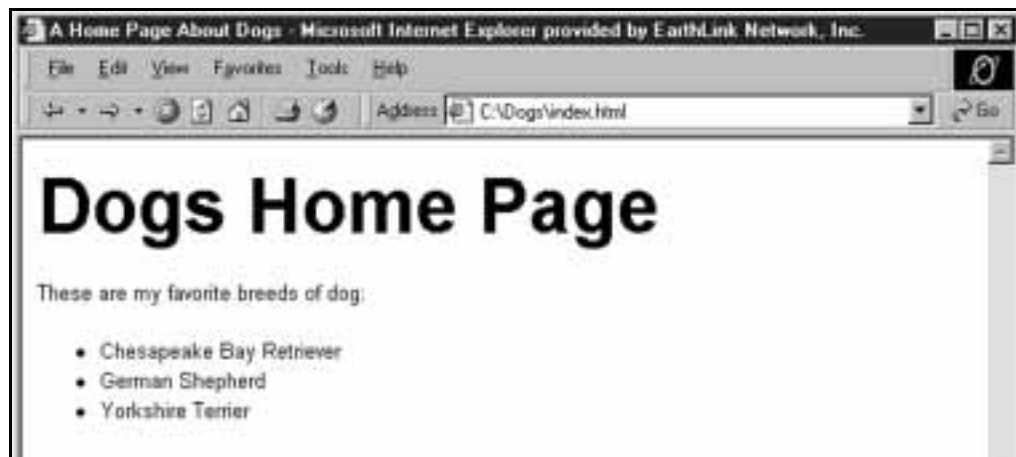 A Home Page About Dogs - Microsoft Internet Explorer provided by EarthLink Network, Inc.
File Edit View Favorites Tools Help
Address C:\Dogs\index.html Go
Dogs Home Page
These are my favorite breeds of dog:
• Chesapeake Bay Retriever
• German Shepherd
• Yorkshire Terrier